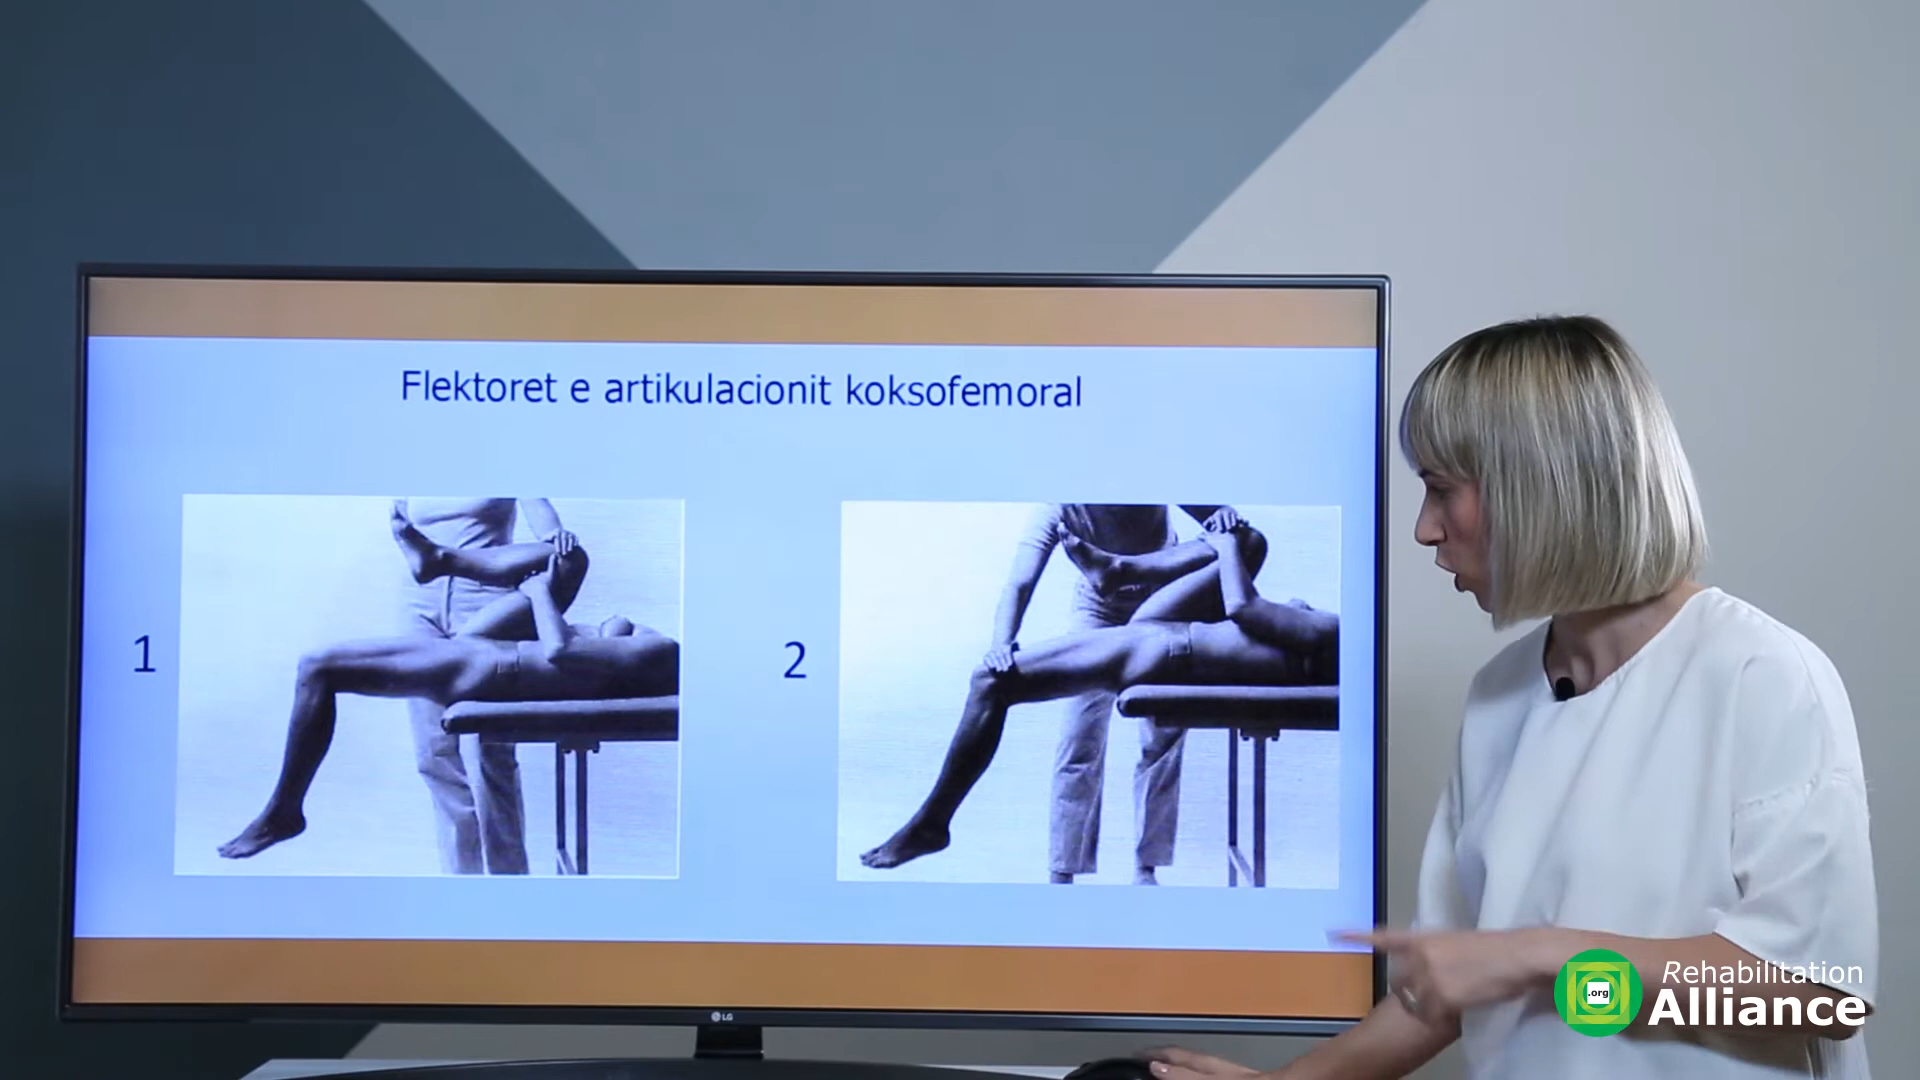 Flektoret e artikulacionit koksofemoral
1
2
LG
.org
Rehabilitation
Alliance